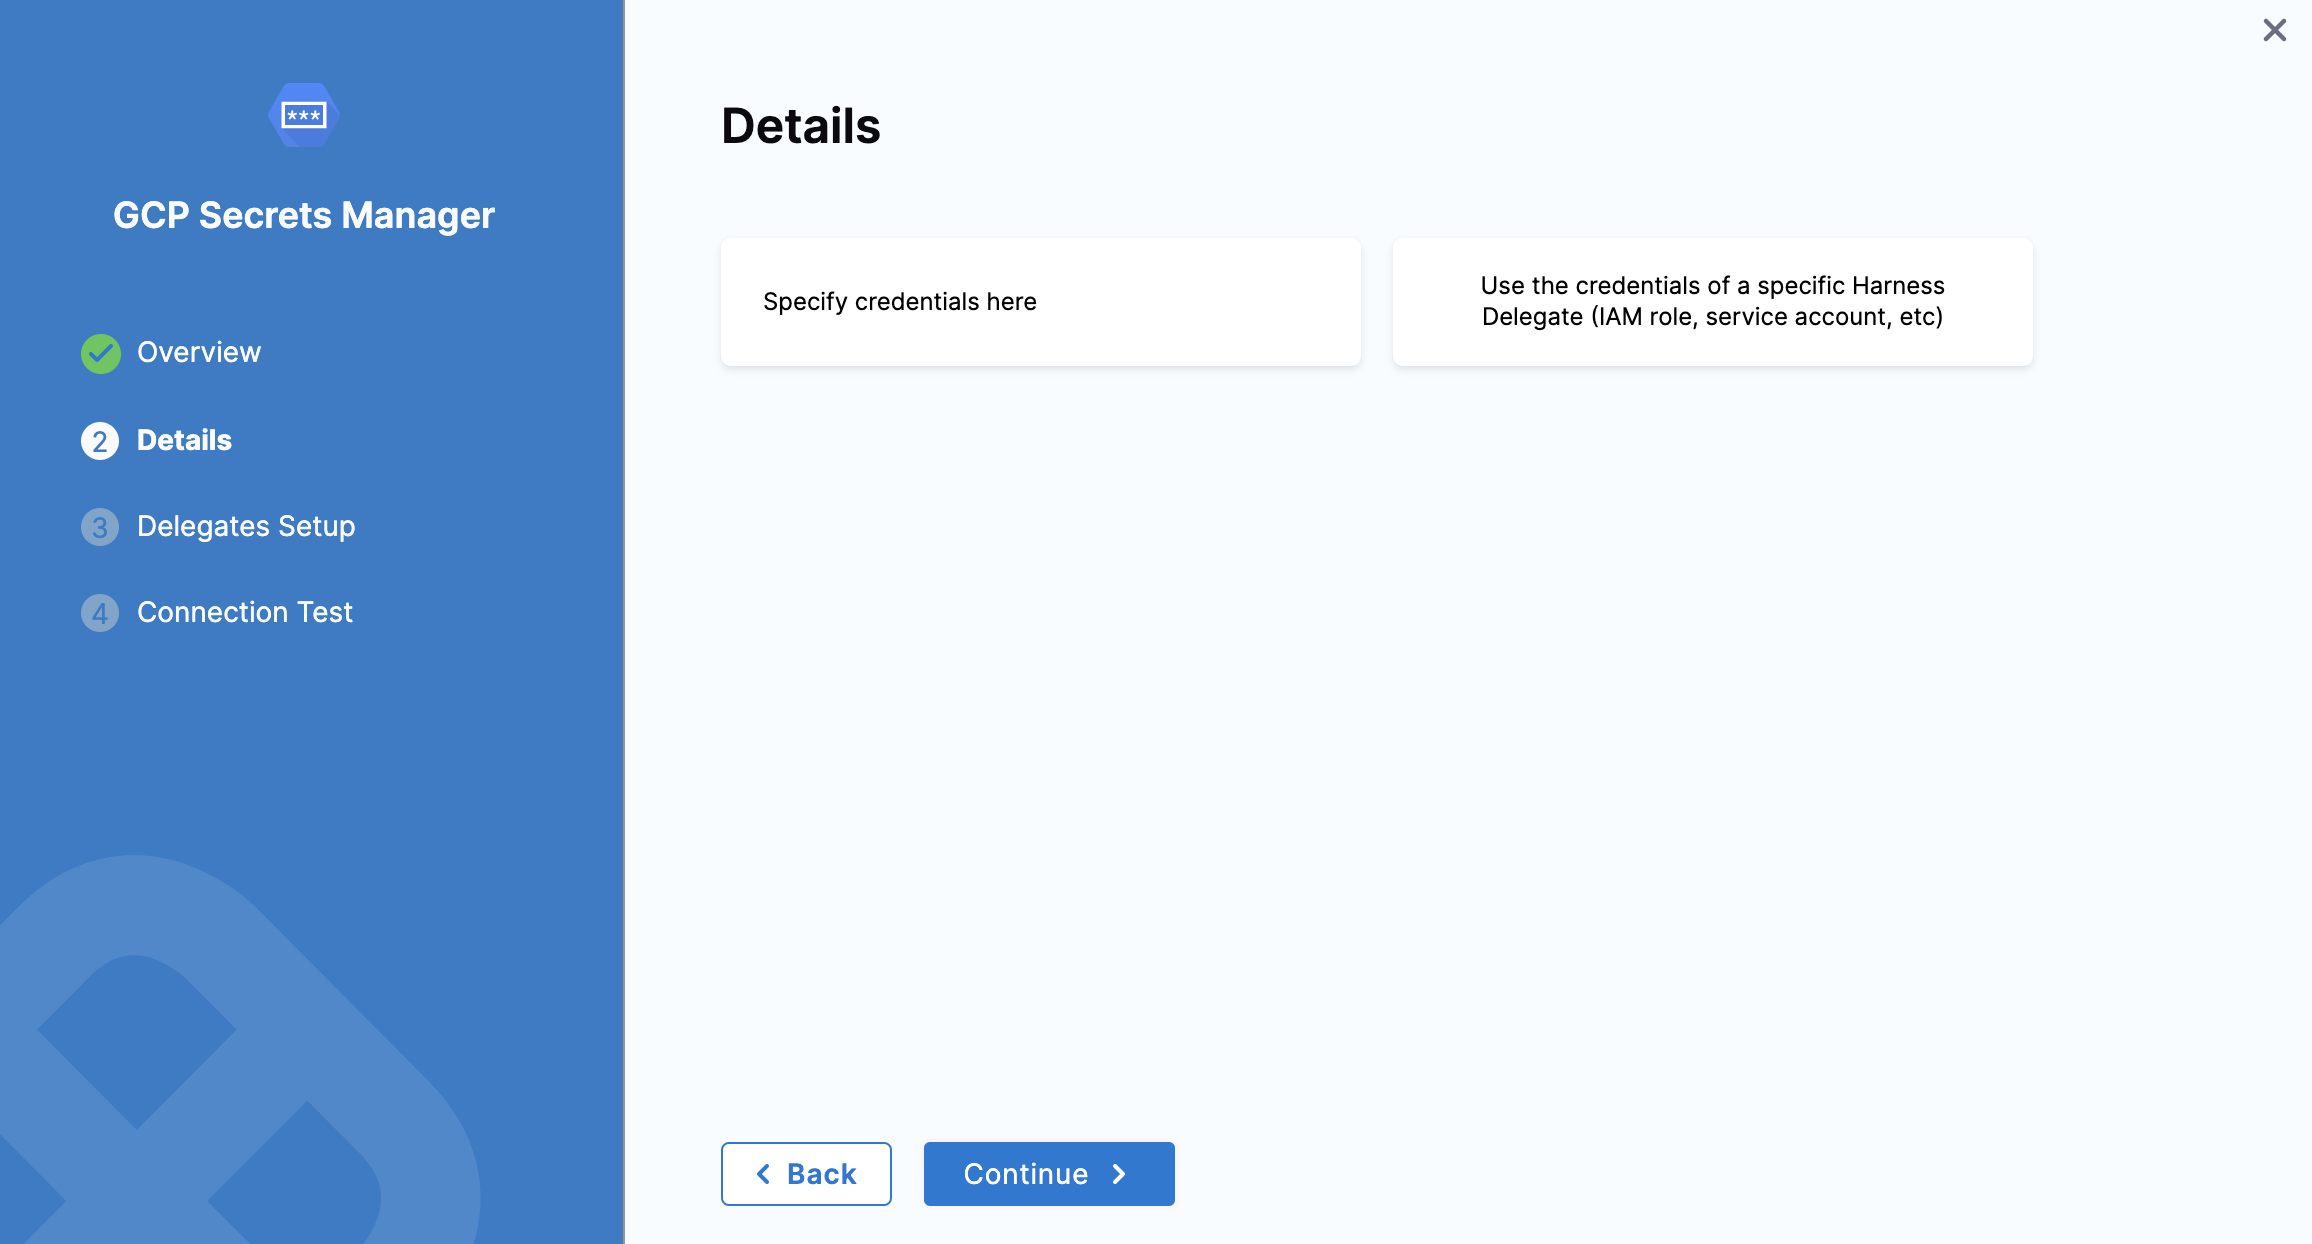 ***
GCP Secrets Manager
Overview
2 Details
3 Delegates Setup
4 Connection Test
Details
Specify credentials here
Use the credentials of a specific Harness
Delegate (IAM role, service account, etc)
Back
Continue